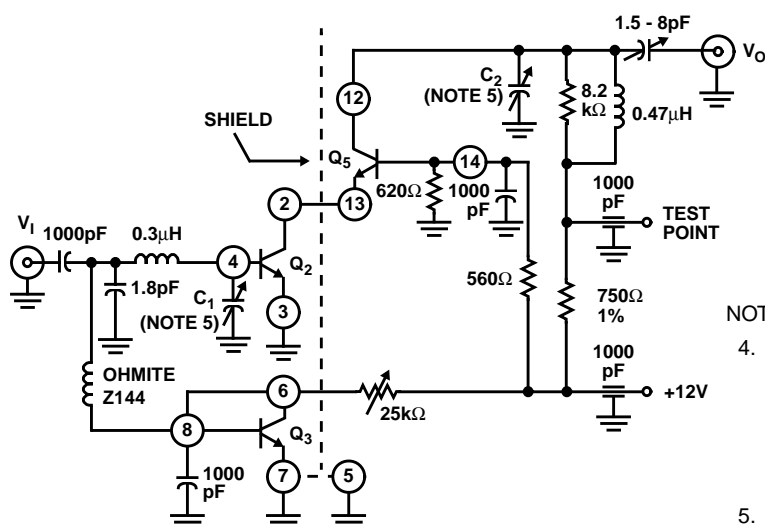 1.5 - 8pF
VO
C2
(NOTE 5)
8.2
kΩ
0.47µH
12
SHIELD
Q5
14
620Ω
1000
pF
1000
pF
TEST
POINT
2
13
VI
1000pF
0.3µH
4
Q2
1.8pF
C1
(NOTE 5)
3
560Ω
750Ω
1%
NOT
4.
OHMITE
Z144
6
25kΩ
1000
pF
+12V
8
Q3
1000
pF
7
5
5.